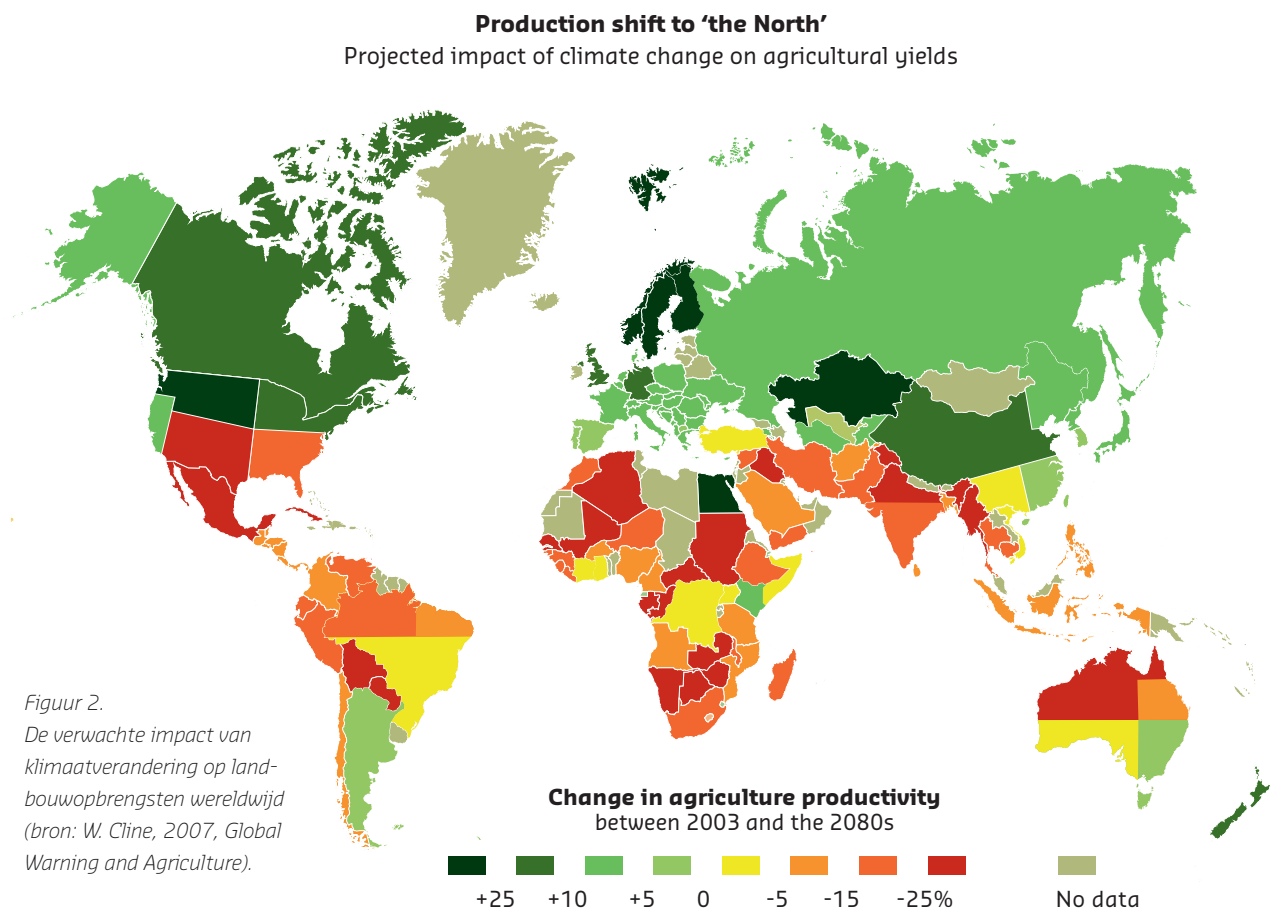 Production shift to ‘the North’
Projected impact of climate change on agricultural yields
Figuur 2.
De verwachte impact van
klimaatverandering op land-
bouwopbrengsten wereldwijd
(bron: W. Cline, 2007, Global
Warning and Agriculture).
Change in agriculture productivity
between 2003 and the 2080s
+25 +10 +5 0 -5 -15 -25% No data